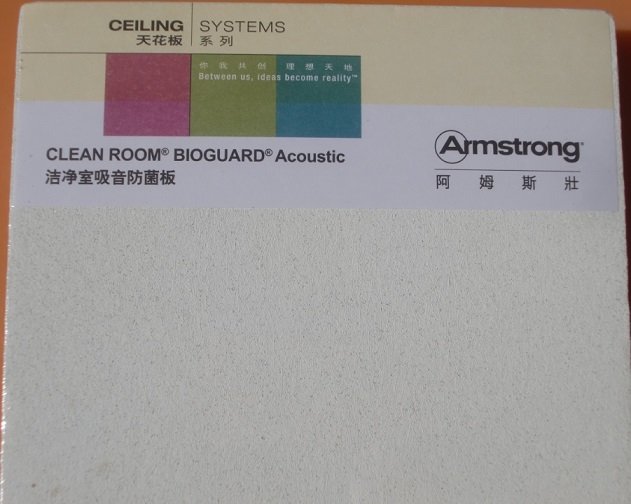 CEILING SYSTEMS
天花板 系列
你我共创 理想天地
Between us, ideas become reality™
CLEAN ROOM® BIOGUARD® Acoustic
洁净室吸音防菌板
Armstrong®
阿姆斯壯